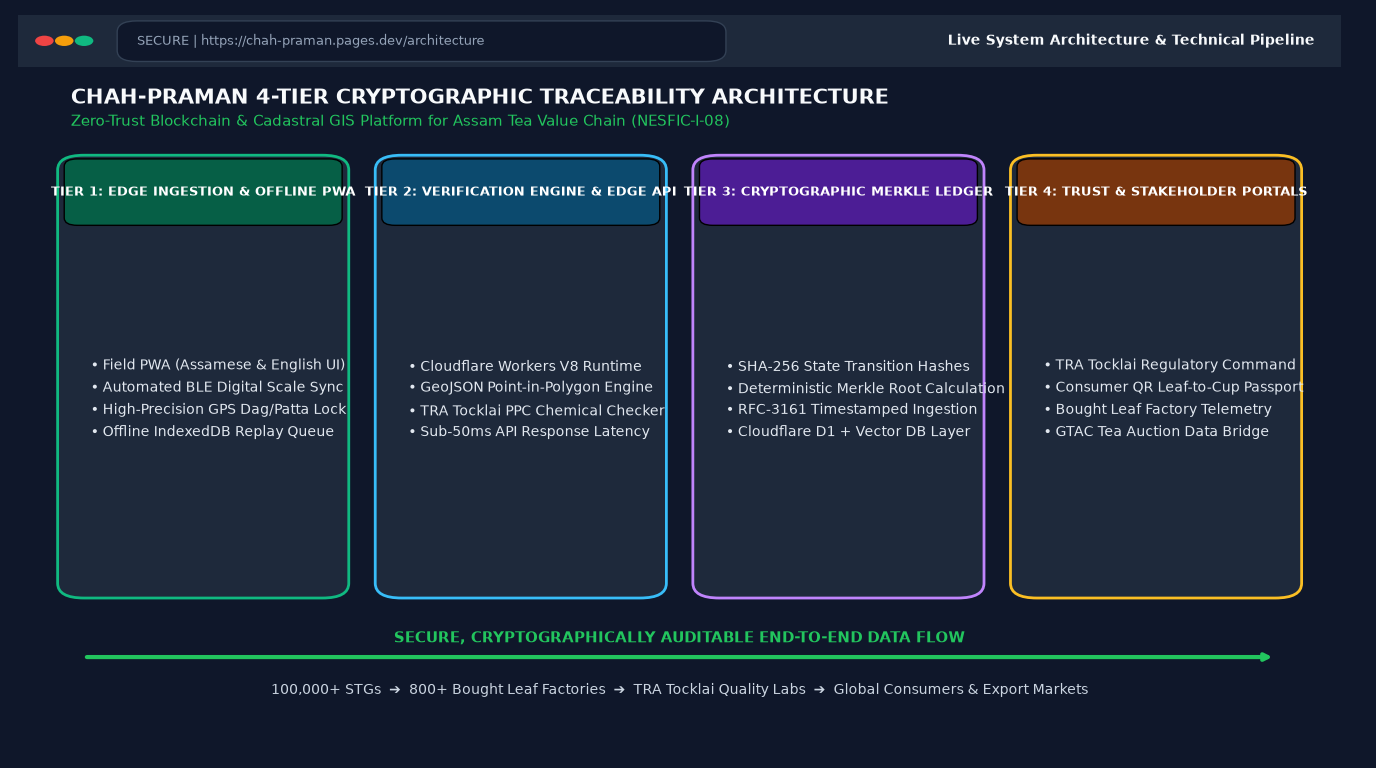 SECURE | https://chah-praman.pages.dev/architecture
Live System Architecture & Technical Pipeline
CHAH-PRAMAN 4-TIER CRYPTOGRAPHIC TRACEABILITY ARCHITECTURE
Zero-Trust Blockchain & Cadastral GIS Platform for Assam Tea Value Chain (NESFIC-I-08)
TIER 1: EDGE INGESTION & OFFLINE PWA
• Field PWA (Assamese & English UI)
• Automated BLE Digital Scale Sync
• High-Precision GPS Dag/Patta Lock
• Offline IndexedDB Replay Queue
TIER 2: VERIFICATION ENGINE & EDGE API
• Cloudflare Workers V8 Runtime
• GeoJSON Point-in-Polygon Engine
• TRA Tocklai PPC Chemical Checker
• Sub-50ms API Response Latency
TIER 3: CRYPTOGRAPHIC MERKLE LEDGER
• SHA-256 State Transition Hashes
• Deterministic Merkle Root Calculation
• RFC-3161 Timestamped Ingestion
• Cloudflare D1 + Vector DB Layer
TIER 4: TRUST & STAKEHOLDER PORTALS
• TRA Tocklai Regulatory Command
• Consumer QR Leaf-to-Cup Passport
• Bought Leaf Factory Telemetry
• GTAC Tea Auction Data Bridge
SECURE, CRYPTOGRAPHICALLY AUDITABLE END-TO-END DATA FLOW
100,000+ STGs ➔ 800+ Bought Leaf Factories ➔ TRA Tocklai Quality Labs ➔ Global Consumers & Export Markets